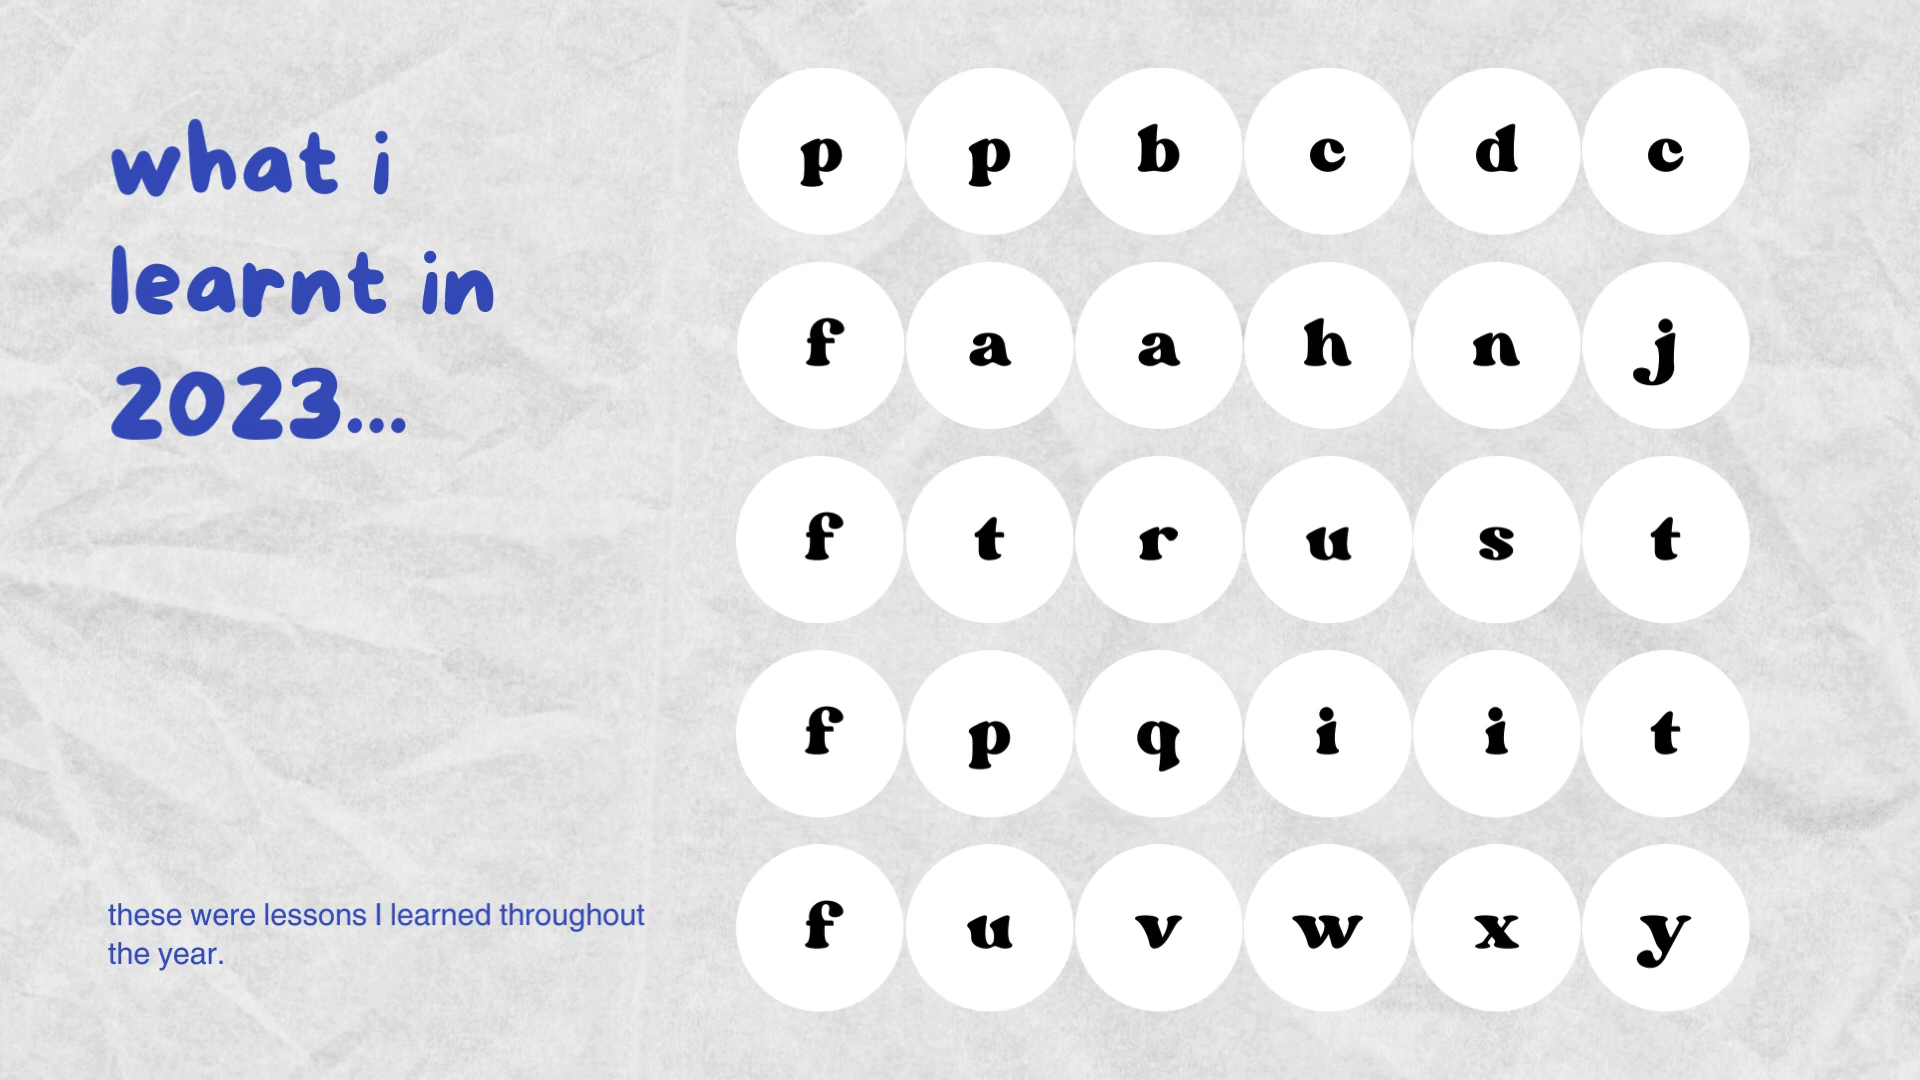 what i
learnt in
2023...
these were lessons I learned throughout
the year.
p p b c d c
f a a h n j
f t r u s t
f p q i i t
f u v w x y